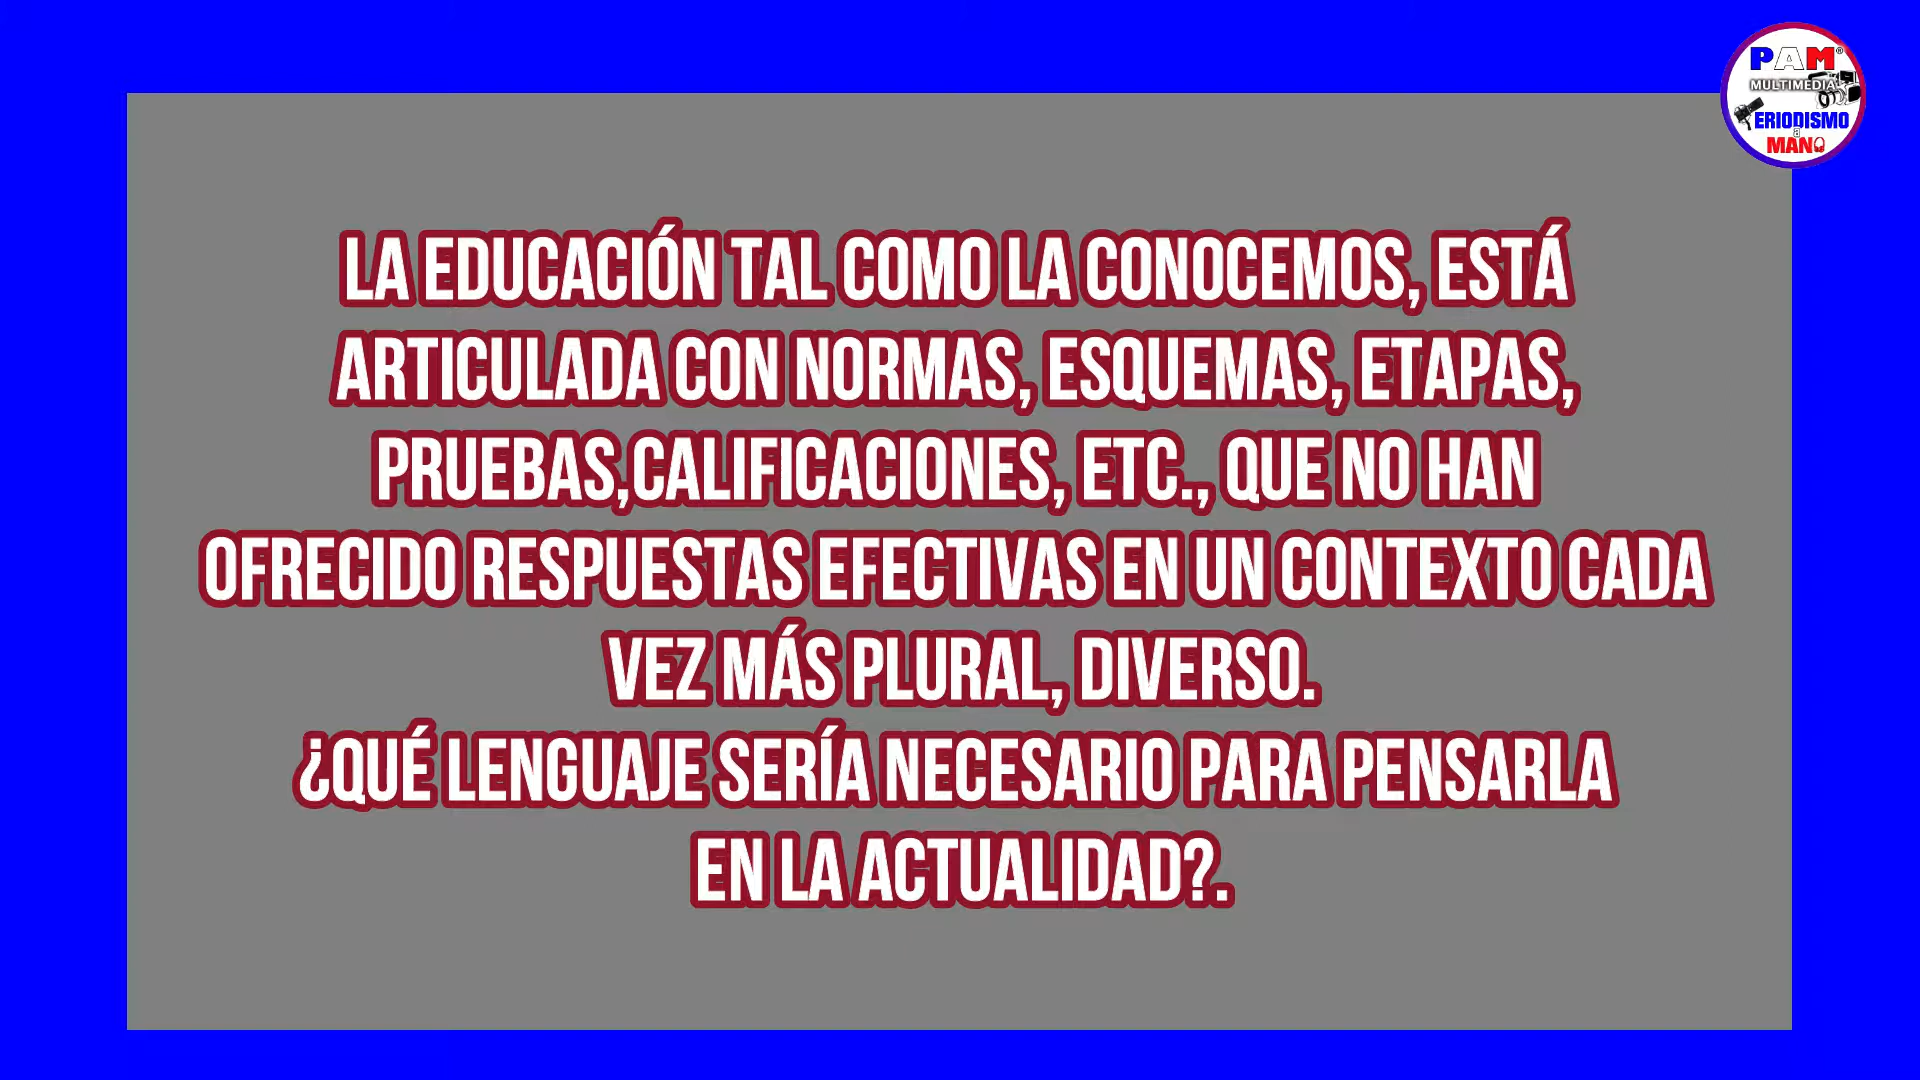 PAM®
MULTIMEDIA
ERIODISMO
a
MANO
LA EDUCACIÓN TAL COMO LA CONOCEMOS, ESTÁ
ARTICULADA CON NORMAS, ESQUEMAS, ETAPAS,
PRUEBAS,CALIFICACIONES, ETC., QUE NO HAN
OFRECIDO RESPUESTAS EFECTIVAS EN UN CONTEXTO CADA
VEZ MÁS PLURAL, DIVERSO.
¿QUÉ LENGUAJE SERÍA NECESARIO PARA PENSARLA
EN LA ACTUALIDAD?.